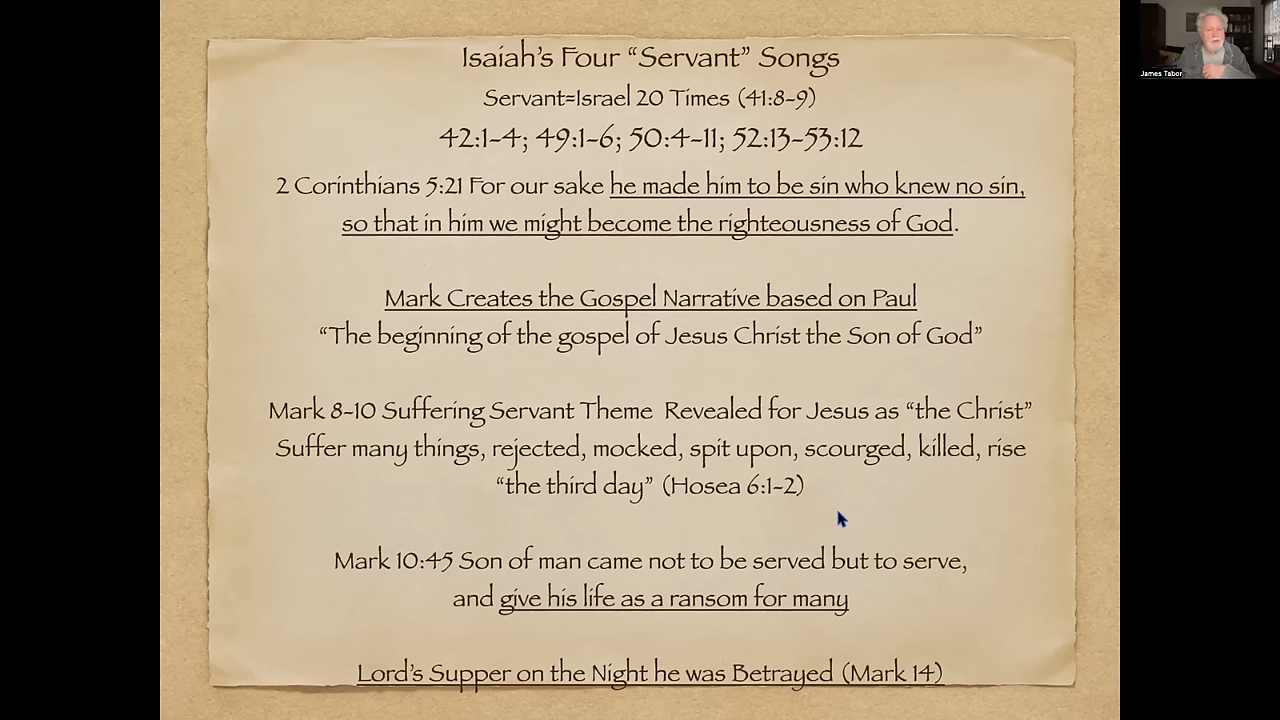 Isaiah's Four "Servant" Songs
Servant=Israel 20 Times (41:8-9)
42:1-4; 49:1-6; 50:4-11; 52:13-53:12
2 Corinthians 5:21 For our sake he made him to be sin who knew no sin,
so that in him we might become the righteousness of God.
Mark Creates the Gospel Narrative based on Paul
"The beginning of the gospel of Jesus Christ the Son of God"
Mark 8-10 Suffering Servant Theme Revealed for Jesus as "the Christ"
Suffer many things, rejected, mocked, spit upon, scourged, killed, rise
"the third day" (Hosea 6:1-2)
Mark 10:45 Son of man came not to be served but to serve,
and give his life as a ransom for many
Lord's Supper on the Night he was Betrayed (Mark 14)
James Tabor